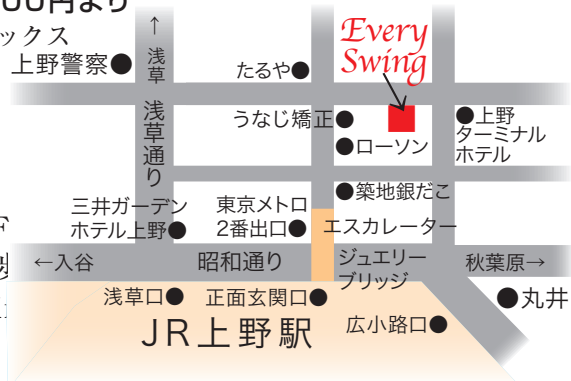 00円より
ックス
上野警察●
↑
浅草
浅草通り
たるや●
Every
Swing
うなじ矯正●
●ローソン
●上野
ターミナル
ホテル
●築地銀だこ
三井ガーデン
ホテル上野●
東京メトロ
2番出口●
エスカレーター
←入谷
昭和通り
ジュエリー
ブリッジ
秋葉原→
浅草口●
正面玄関口●
広小路口●
●丸井
JR上野駅